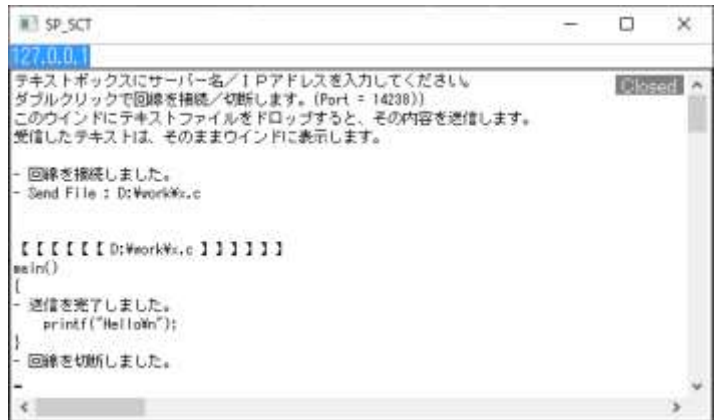 SP_SCT
127.0.0.1
テキストボックスにサーバー名/IPアドレスを入力してください。
Closed
ダブルクリックで回線を接続/切断します。(Port = 14238))
このウインドにテキストファイルをドロップすると、その内容を送信します。
受信したテキストは、そのままウインドに表示します。
- 回線を接続しました。
- Send File : D:¥work¥x.c
【【【【【【 D:¥work¥x.c 】】】】】】
main()
{
- 送信を完了しました。
printf("Hello¥n");
}
- 回線を切断しました。